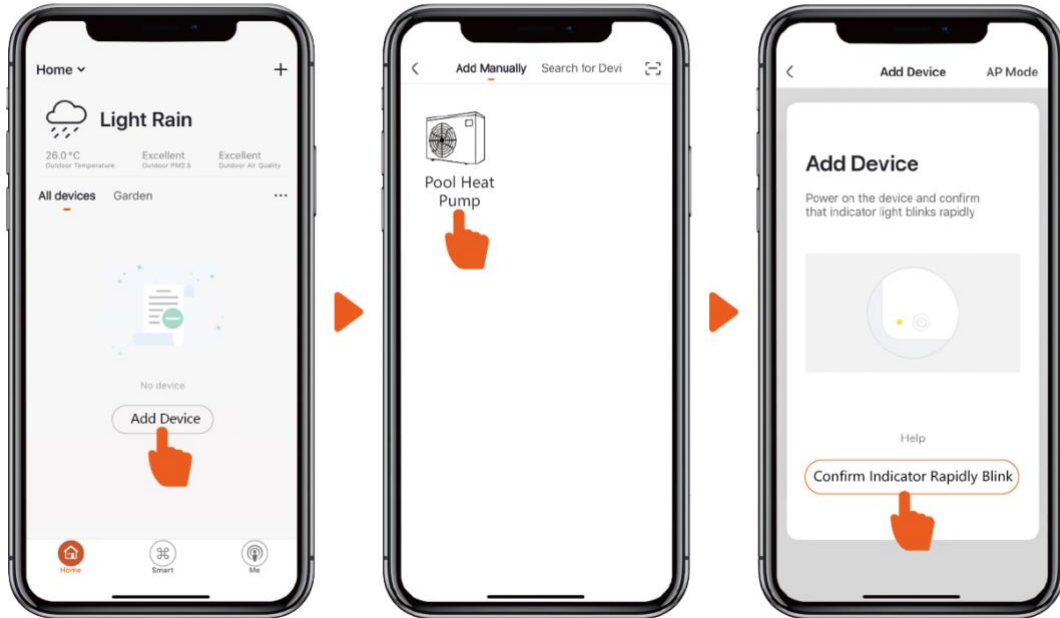 Home
+
Light Rain
26.0°C
Excellent
Excellent
Outdoor Temperature
Outdoor PM2.5
Outdoor Air Quality
All devices Garden ...
No device
Add Device
Home
Smart
Me
Add Manually Search for Devi
Pool Heat
Pump
Add Device AP Mode
Add Device
Power on the device and confirm
that indicator light blinks rapidly
Help
Confirm Indicator Rapidly Blink